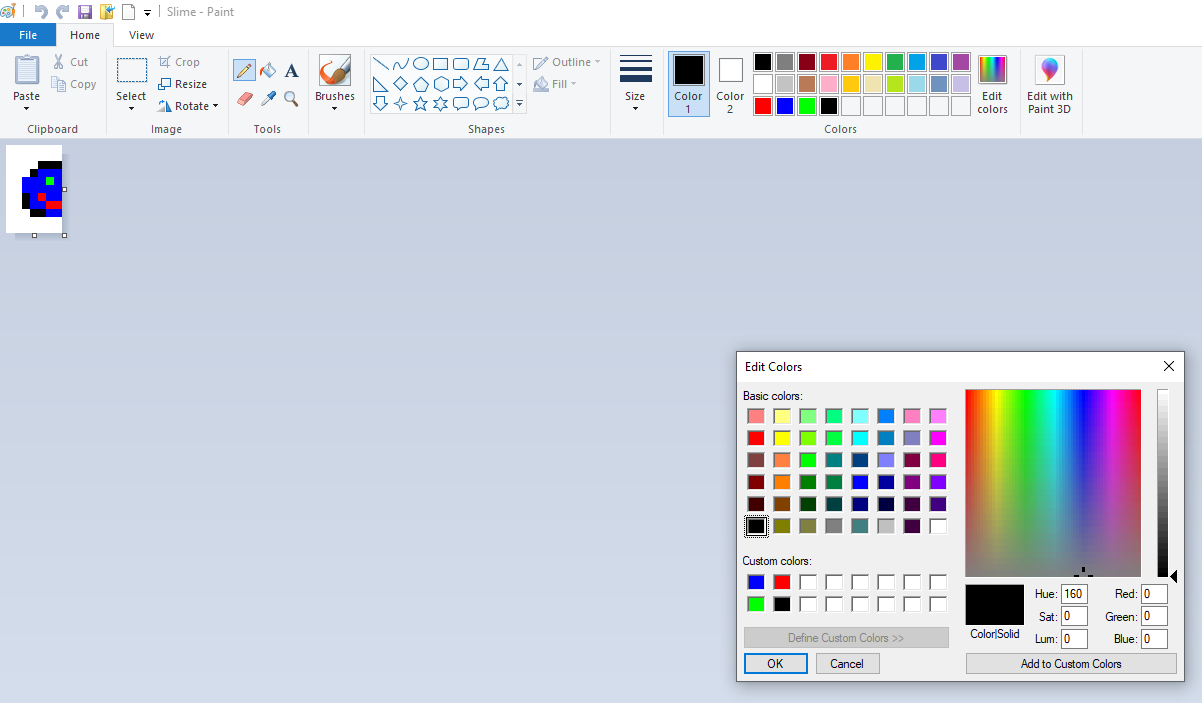 Slime - Paint
File Home View
Paste
Cut
Copy
Clipboard
Select
Crop
Resize
Rotate
Image
A
Tools
Brushes
Shapes
Outline
Fill
Size
Color 1
Color 2
Edit colors
Colors
Edit with Paint 3D
Edit Colors
Basic colors:
Custom colors:
Define Custom Colors >>
OK Cancel
Color|Solid
Hue: 160 Red: 0
Sat: 0 Green: 0
Lum: 0 Blue: 0
Add to Custom Colors